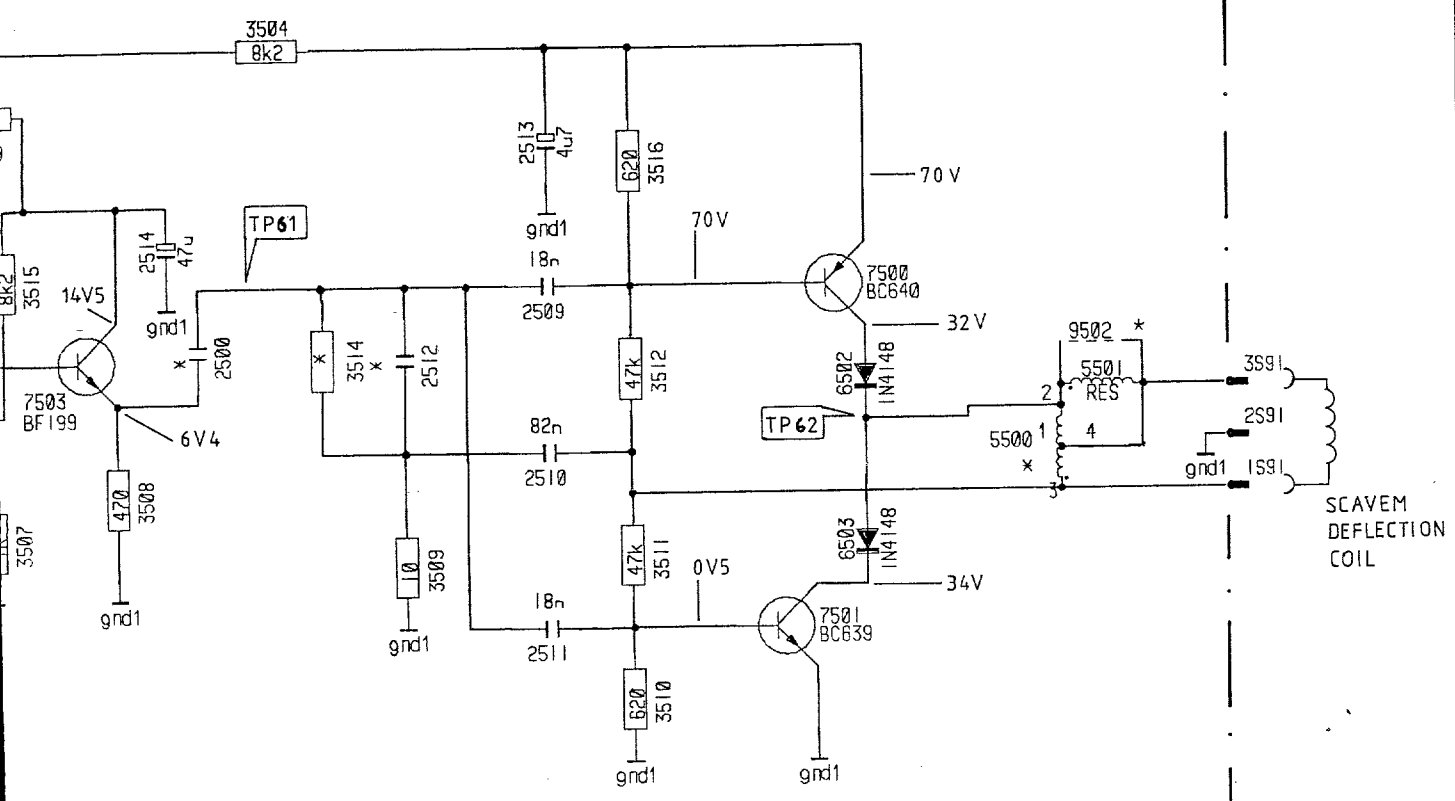 3504
8k2
2513
4u7
620
3516
70V
TP61
gnd1
70V
2514
47u
8k2
3515
18n
2509
7500
BC640
14V5
gnd1
32V
9502 *
*
2500
*
3514
*
2512
47k
3512
6502
1N4148
5501
RES
3S91
7503
BF199
2
TP62
1
4
2S91
6V4
82n
2510
5500
*
gnd1
1S91
3
470
3508
SCAVEM
DEFLECTION
COIL
3507
10
3509
47k
3511
6503
1N4148
0V5
34V
gnd1
18n
2511
7501
BC639
gnd1
620
3510
gnd1
gnd1